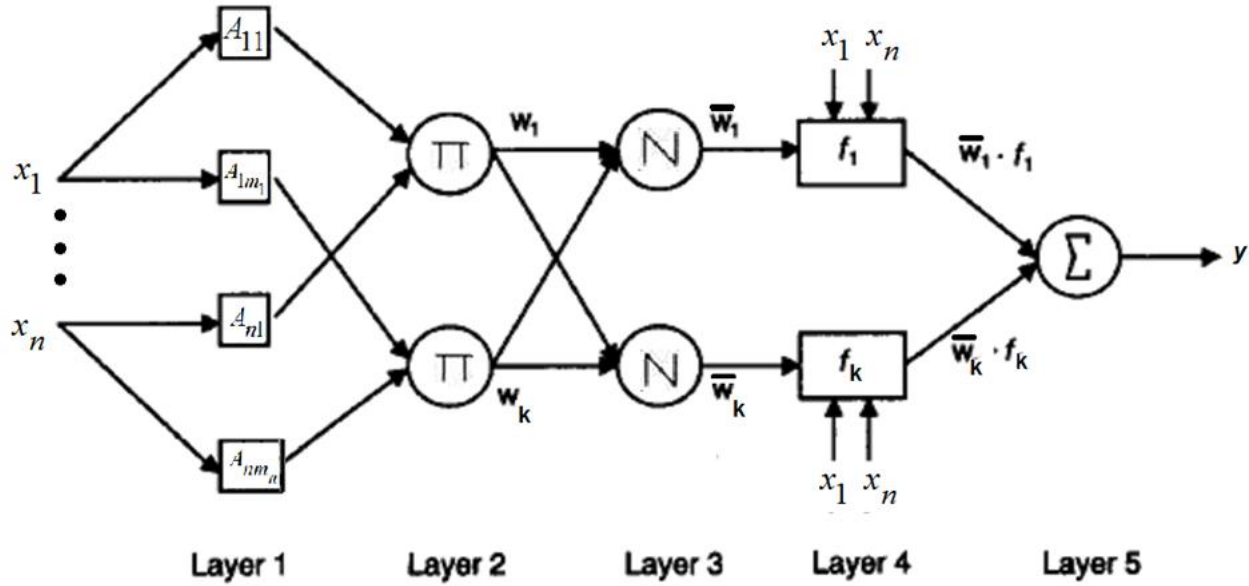 A₁₁
x₁ xₙ
w₁
w̅₁
Π
N
f₁
w̅₁ . f₁
x₁
A₁ₘ₁
Σ
y
xₙ
Aₙ₁
Π
N
fₖ
w̅ₖ . fₖ
wₖ
w̅ₖ
Aₙₘₙ
x₁ xₙ
Layer 1 Layer 2 Layer 3 Layer 4 Layer 5